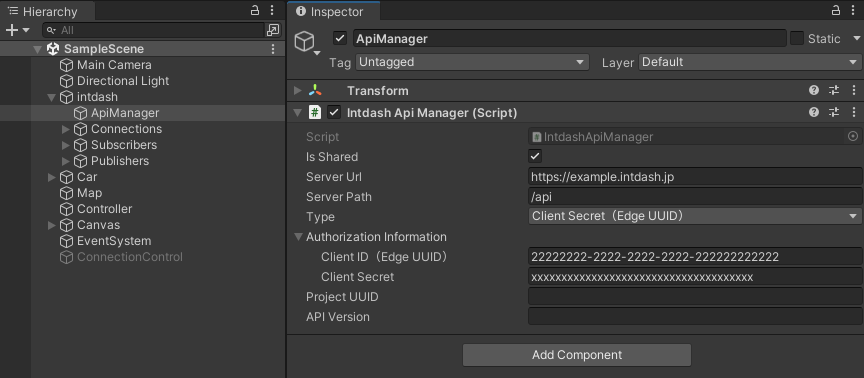 Hierarchy
All
SampleScene
Main Camera
Directional Light
intdash
ApiManager
Connections
Subscribers
Publishers
Car
Map
Controller
Canvas
EventSystem
ConnectionControl
Inspector
ApiManager
Static
Tag Untagged Layer Default
Transform
Intdash Api Manager (Script)
Script IntdashApiManager
Is Shared
Server Url https://example.intdash.jp
Server Path /api
Type Client Secret（Edge UUID）
Authorization Information
Client ID（Edge UUID） 22222222-2222-2222-2222-222222222222
Client Secret xxxxxxxxxxxxxxxxxxxxxxxxxxxxxxxxxxxxx
Project UUID
API Version
Add Component